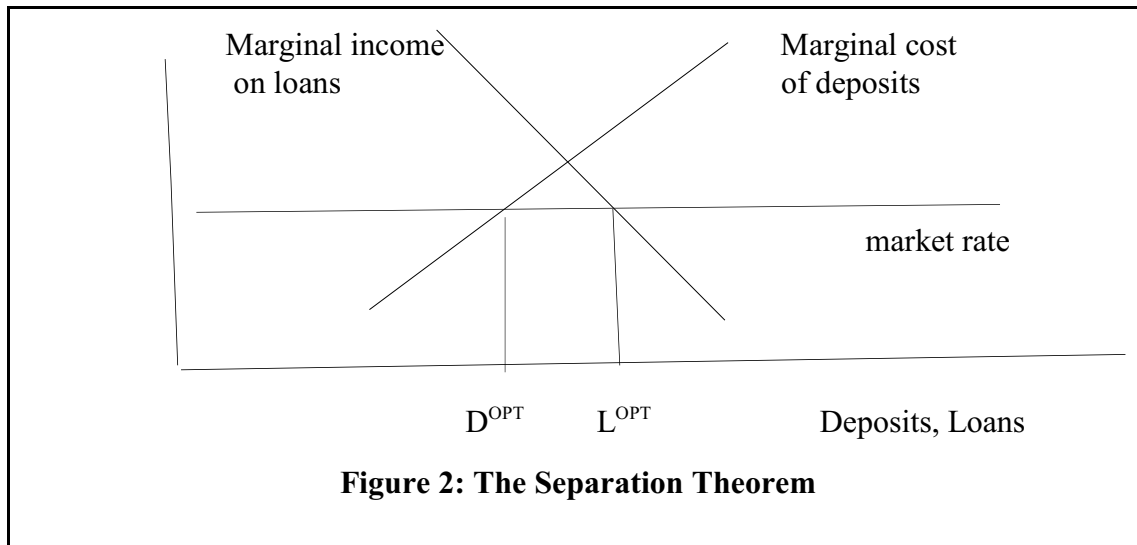 Marginal income
on loans
Marginal cost
of deposits
market rate
D^OPT L^OPT Deposits, Loans
Figure 2: The Separation Theorem